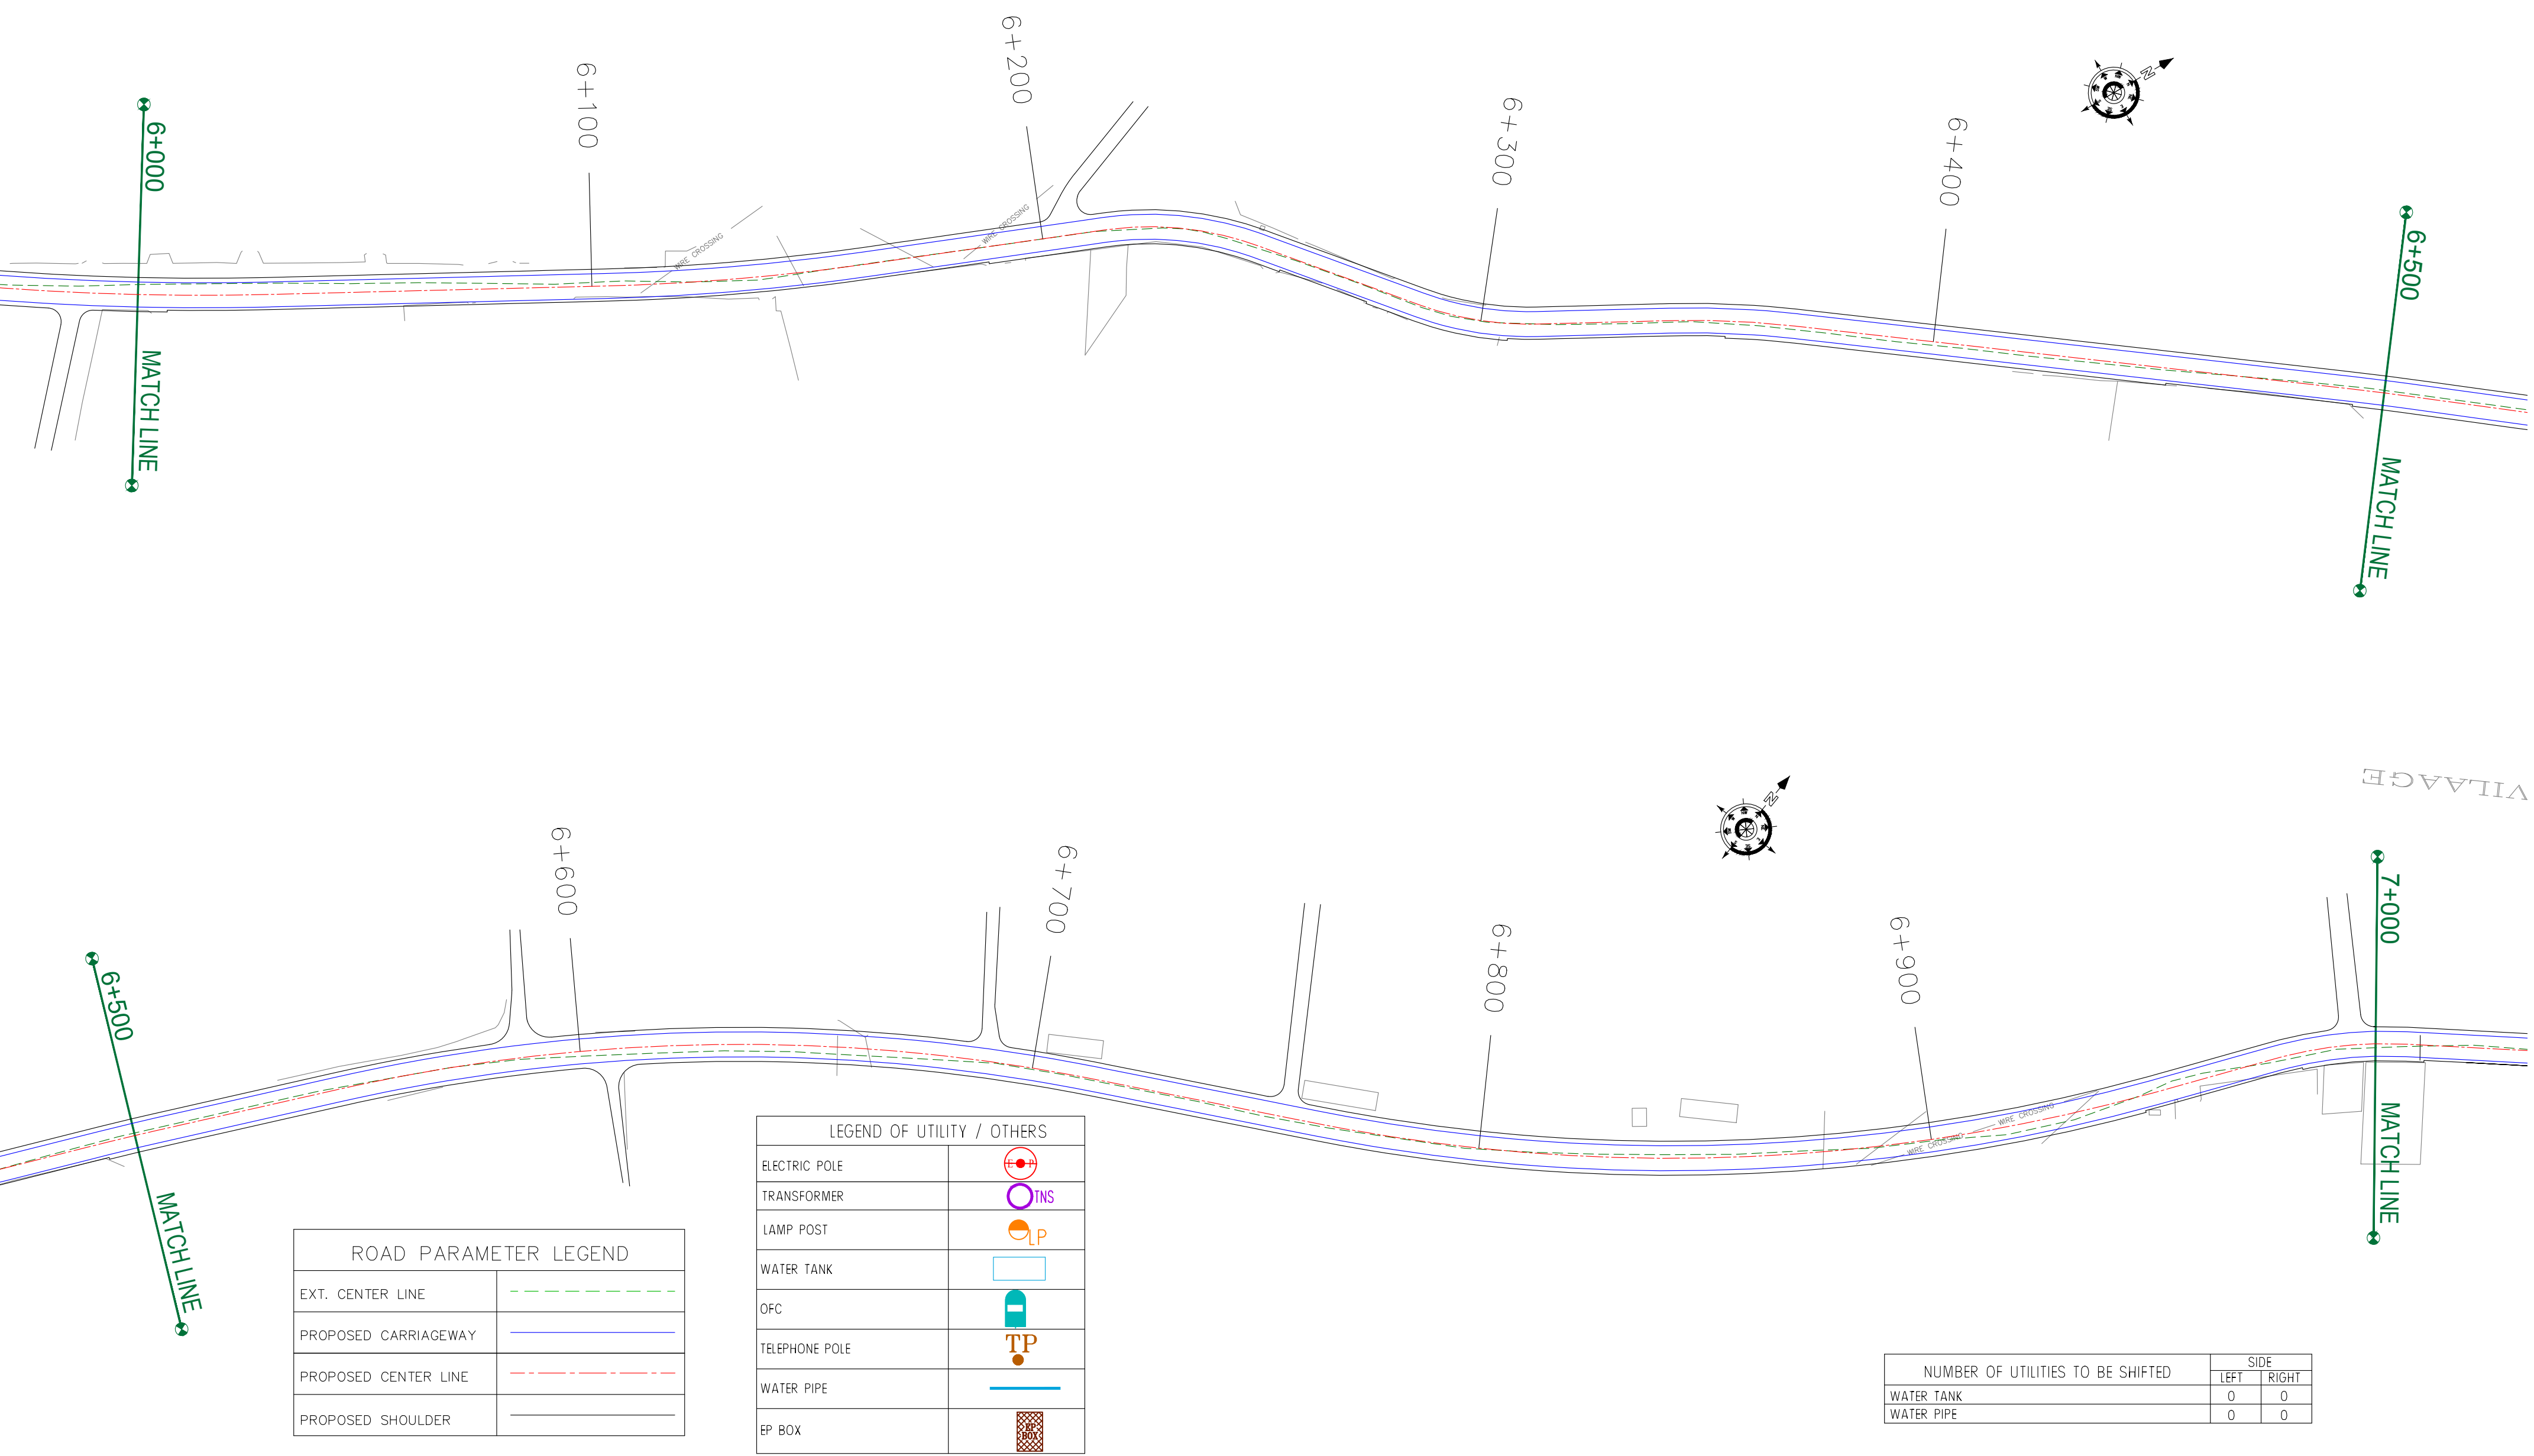 6+000
MATCH LINE
6+100
WIRE CROSSING
6+200
WIRE CROSSING
6+300
6+400
N
6+500
MATCH LINE
6+500
MATCH LINE
6+600
6+700
6+800
N
6+900
WIRE CROSSING
WIRE CROSSING
VILAAGE
7+000
MATCH LINE
ROAD PARAMETER LEGEND
EXT. CENTER LINE
PROPOSED CARRIAGEWAY
PROPOSED CENTER LINE
PROPOSED SHOULDER
LEGEND OF UTILITY / OTHERS
ELECTRIC POLE E P
TRANSFORMER TNS
LAMP POST LP
WATER TANK
OFC
TELEPHONE POLE TP
WATER PIPE
EP BOX EP BOX
NUMBER OF UTILITIES TO BE SHIFTED SIDE
LEFT RIGHT
WATER TANK 0 0
WATER PIPE 0 0